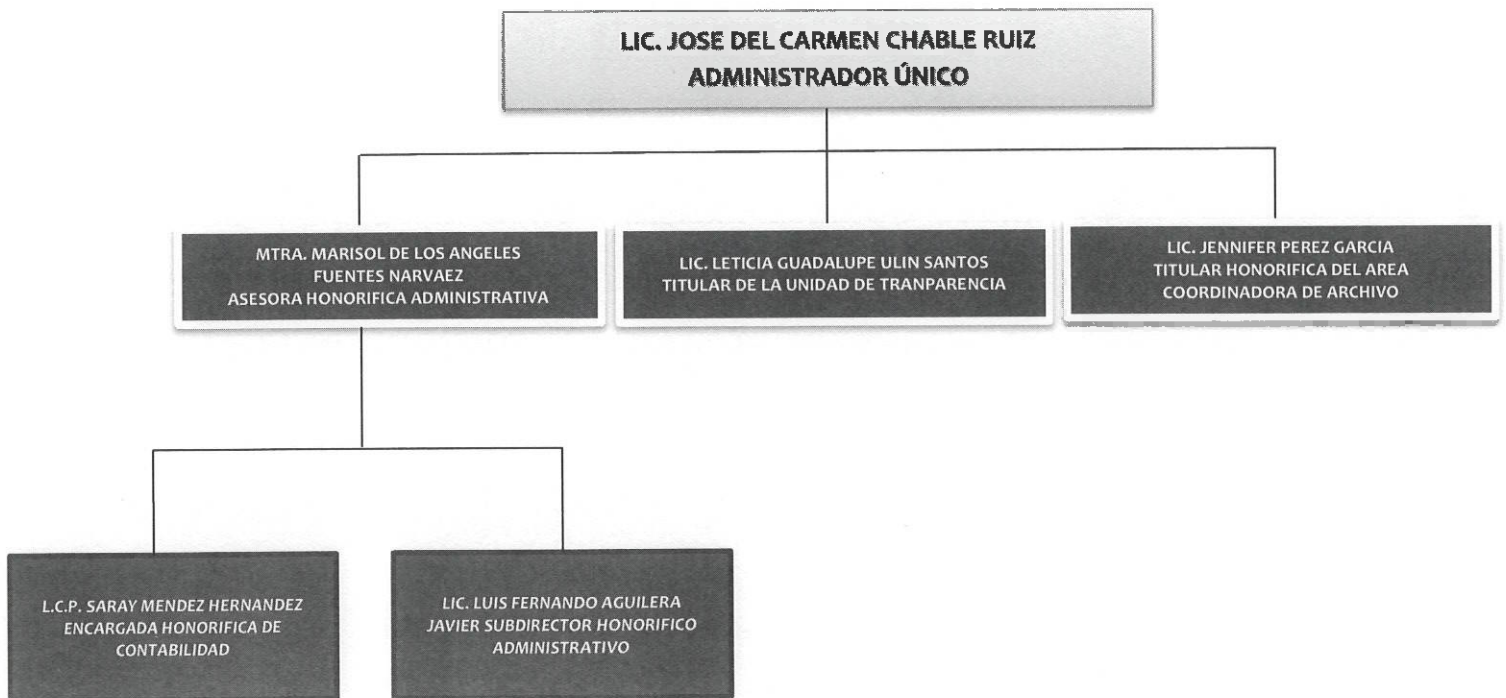 LIC. JOSE DEL CARMEN CHABLE RUIZ
ADMINISTRADOR ÚNICO
MTRA. MARISOL DE LOS ANGELES
FUENTES NARVAEZ
ASESORA HONORIFICA ADMINISTRATIVA
LIC. LETICIA GUADALUPE ULIN SANTOS
TITULAR DE LA UNIDAD DE TRANPARENCIA
LIC. JENNIFER PEREZ GARCIA
TITULAR HONORIFICA DEL AREA
COORDINADORA DE ARCHIVO
L.C.P. SARAY MENDEZ HERNANDEZ
ENCARGADA HONORIFICA DE
CONTABILIDAD
LIC. LUIS FERNANDO AGUILERA
JAVIER SUBDIRECTOR HONORIFICO
ADMINISTRATIVO